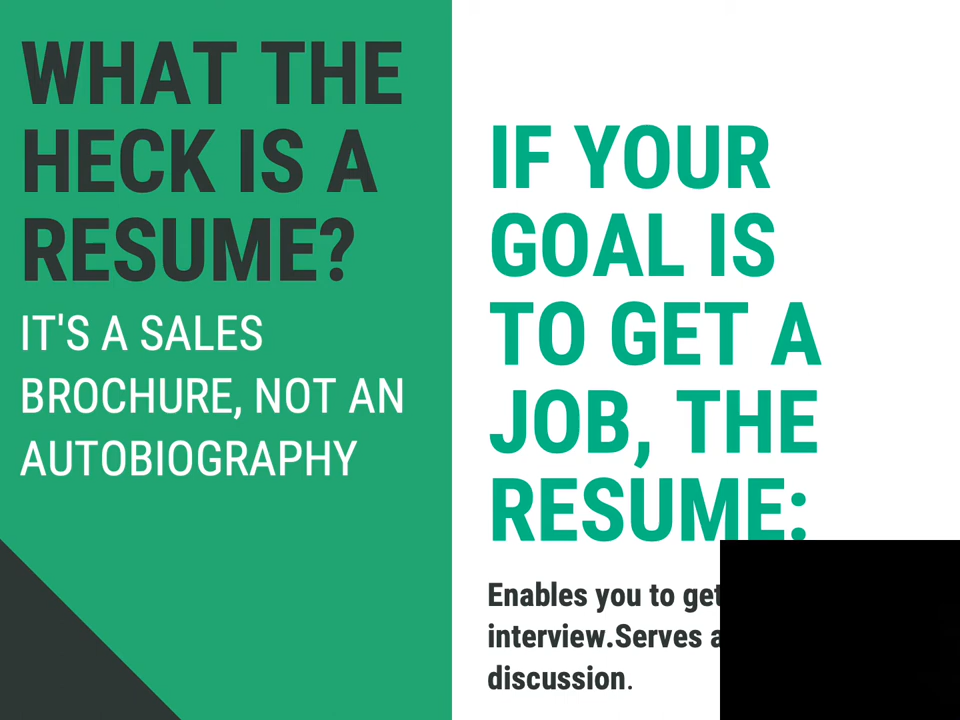 WHAT THE
HECK IS A
RESUME?
IT'S A SALES
BROCHURE, NOT AN
AUTOBIOGRAPHY
IF YOUR
GOAL IS
TO GET A
JOB, THE
RESUME:
Enables you to get
interview.Serves
discussion.